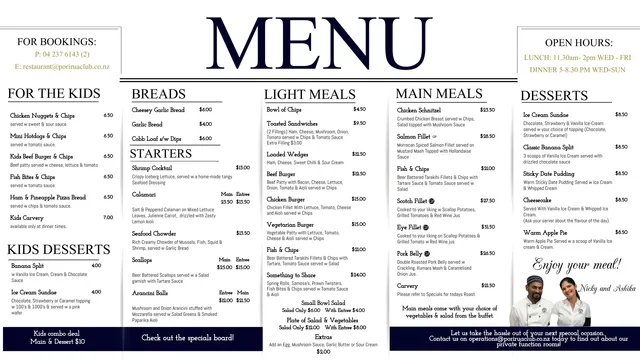 MENU
FOR BOOKINGS:
P: 04 237 6143 (2)
E: restaurant@poriruaclub.co.nz
OPEN HOURS:
LUNCH: 11.30am- 2pm WED - FRI
DINNER 5-8.30 PM WED-SUN
FOR THE KIDS
Chicken Nuggets & Chips 6.50
served w sweet & sour sauce
Mini Hotdogs & Chips 6.50
served w tomato sauce.
Kids Beef Burger & Chips 6.50
Beef patty served w cheese, lettuce & tomato
Fish Bites & Chips 6.50
served w tomato sauce
Ham & Pineapple Pizza Bread 6.50
served w chips & tomato sauce
Kids Carvery 7.00
available only at dinner times.
KIDS DESSERTS
Banana Split 4.00
w Vanilla Ice Cream, Cream & Chocolate
Sauce
Ice Cream Sundae 4.00
Chocolate, Strawberry or Caramel topping
w 100's & 1000's & served w a pink
wafer
Kids combo deal
Main & Dessert $10
BREADS
Cheesey Garlic Bread $6.00
Garlic Bread $4.00
Cobb Loaf s/w Dips $6.00
STARTERS
Shrimp Cocktail $13.00
Crispy Iceberg Lettuce, served w a home-made tangy
Seafood Dressing
Calamari Main Entree
Salt & Peppered Calamari on Mixed Lettuce
Leaves, Julienne Carrot, drizzled with Zesty
Lemon Aioli
Seafood Chowder $13.50
Rich Creamy Chowder of Mussels, Fish, Squid &
Shrimp, served w Garlic Bread
Scallops Main Entree
$25.00 $15.00
Beer Battered Scallops served w a Salad
garnish with Tartare Sauce
Arancini Balls Entree Main
Mushroom and Onion Arancini stuffed with
Mozzarella served w Salad Greens & Smoked
Paparika Aioli
Check out the specials board!
LIGHT MEALS
Bowl of Chips $4.50
Toasted Sandwiches $9.50
(2 Fillings) Ham, Cheese, Mushroom, Onion,
Tomato served w Chips & Tomato Sauce
Extra Filling $3.00
Loaded Wedges $12.50
Ham, Cheese, Sweet Chilli & Sour Cream
Beef Burger $12.50
Beef Patty with Bacon, Cheese, Lettuce,
Onion, Tomato & Aioli served w Chips
Chicken Burger $13.00
Chicken Fillet With Lettuce, Tomato, Cheese
and Aioli served w Chips
Vegetarian Burger $13.00
Vegetable Patty with Lettuce, Tomato,
Cheese & Aioli served w Chips
Fish & Chips $12.00
Beer Battered Tarakihi Fillets & Chips with
Tartare, Tomato Sauce served w Salad
Something to Share $24.00
Spring Rolls, Samosa's, Prawn Twisters,
Fish Bites & Chips served w Tomato Sauce
& Aioli
Small Bowl Salad
Salad Only $6.00 With Entree $4.00
Plate of Salad & Vegetables
Salad Only $12.00 With Entree $8.00
Extras
Add an Egg, Mushroom Sauce, Garlic Butter or Sour Cream
$2.00
MAIN MEALS
Chicken Schnitzel $23.50
Crumbed Chicken Breast served w Chips,
Salad topped with Mushroom Sauce
Salmon Fillet $28.50
Moroccan Spiced Salmon Fillet served on
Mustard Mash Topped with Hollandaise
Sauce
Fish & Chips $22.00
Beer Battered Tarakihi Fillets & Chips with
Tartare Sauce & Tomato Sauce served w
Salad
Scotch Fillet $27.50
Cooked to your liking w Scallop Potatoes,
Grilled Tomatoes & Red Wine Jus
Eye Fillet $31.50
Cooked to your liking on Scallop Potatoes &
Grilled Tomato w Red Wine jus
Pork Belly $26.50
Double Roasted Pork Belly served w
Crackling, Kumara Mash & Caramelised
Onion Jus.
Carvery $21.50
Please refer to Specials for todays Roast
Main meals come with your choice of
vegetables & salad from the buffet.
DESSERTS
Ice Cream Sundae $8.50
Chocolate, Strawberry & Vanilla Ice Cream
served w your choice of topping (Chocolate,
Strawberry or Caramel)
Classic Banana Split $8.50
3 scoops of Vanilla Ice Cream served with
drizzled chocolate sauce
Sticky Date Pudding $8.50
Warm Sticky Date Pudding Served w Ice Cream
& Whipped Cream
Cheesecake $8.50
Served With Vanilla Ice Cream & Whipped
Cream.
(Ask your server about the flavour of the day).
Warm Apple Pie $8.50
Warm Apple Pie Served w a scoop of Vanilla Ice
cream & Cream.
Enjoy your meal!
Nicky and Ashika
Let us take the hassle out of your next special occasion.
Contact us on operations@poriruaclub.co.nz today to find out about our
private function rooms!